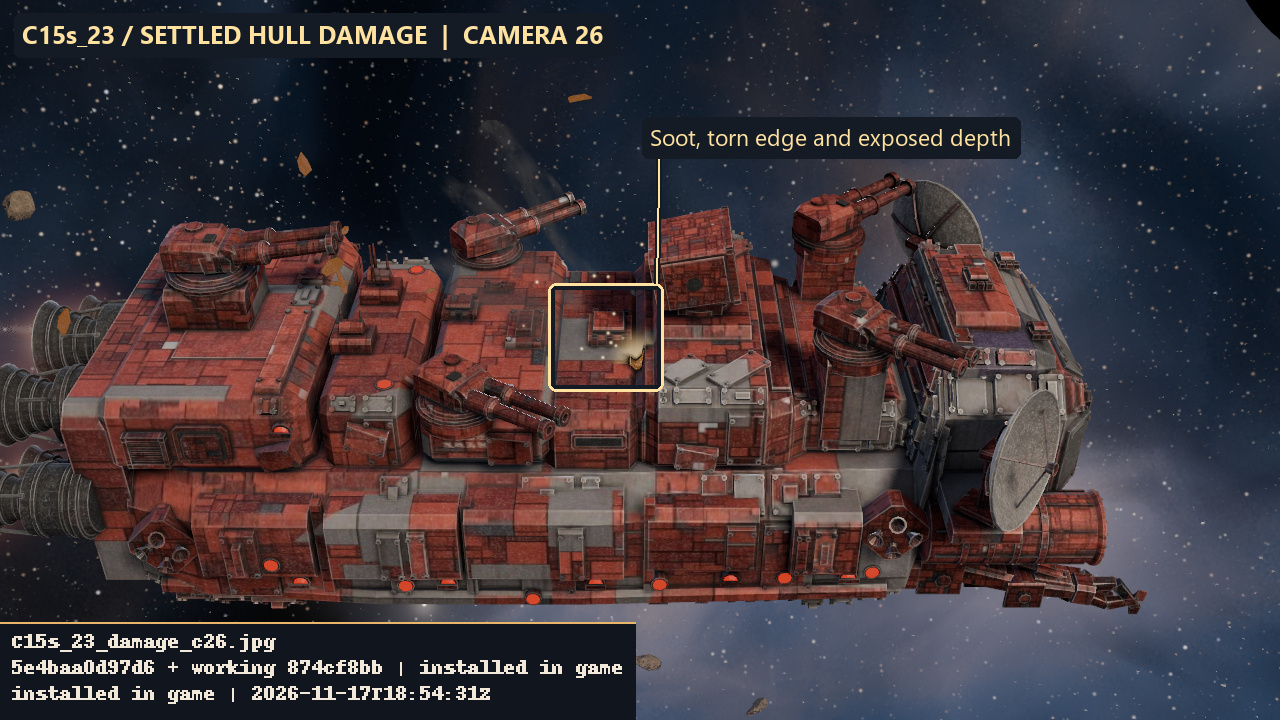 C15s_23 / SETTLED HULL DAMAGE | CAMERA 26
Soot, torn edge and exposed depth
C15s_23_damage_c26.jpg
5e4baa0d97d6 + working 874cf8bb | installed in game
installed in game | 2026-11-17T18:54:31Z